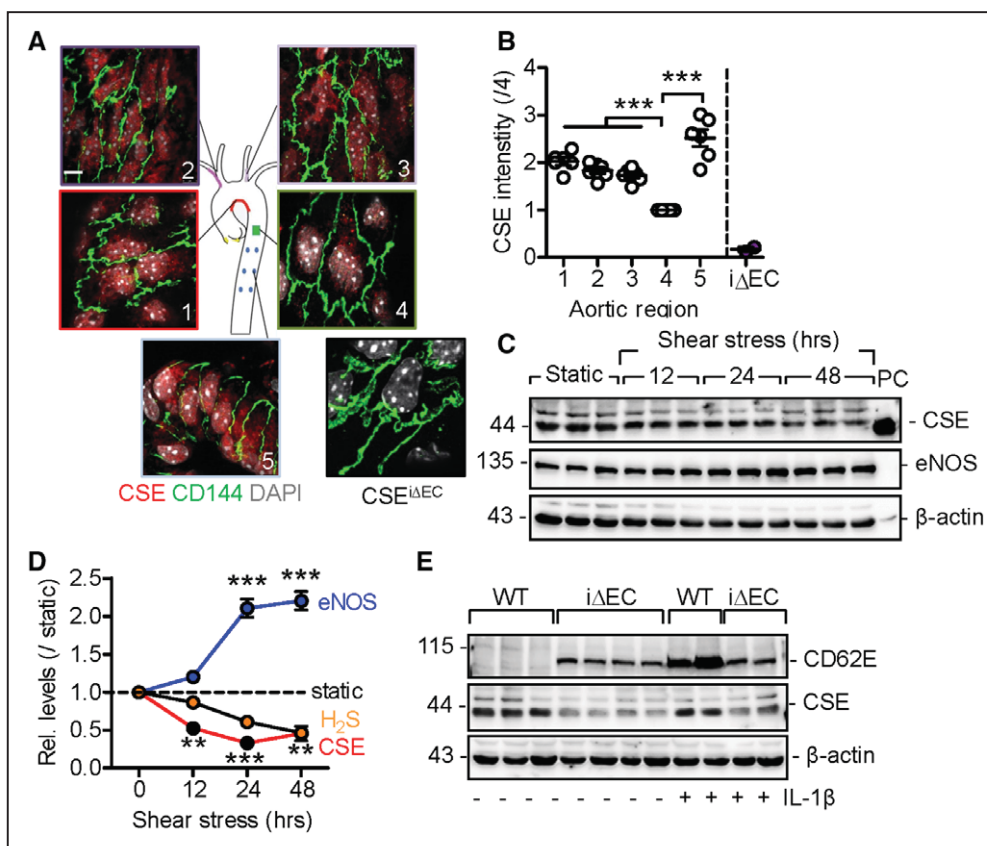 A
2
3
1
4
5
CSE CD144 DAPI
CSEiΔEC
B
CSE intenstity (/4)
4
3
2
1
0
***
***
1 2 3 4 5 iΔEC
Aortic region
C
Shear stress (hrs)
Static 12 24 48 PC
44 - - CSE
135 - - eNOS
43 - - β-actin
D
Rel. levels (/ static)
2.5
2.0
1.5
1.0
0.5
0.0
*** ***
eNOS
static
H2S
CSE
** *** **
0 12 24 48
Shear stress (hrs)
E
WT iΔEC WT iΔEC
115 - - CD62E
44 - - CSE
43 - - β-actin
- - - - - - - + + + + IL-1β